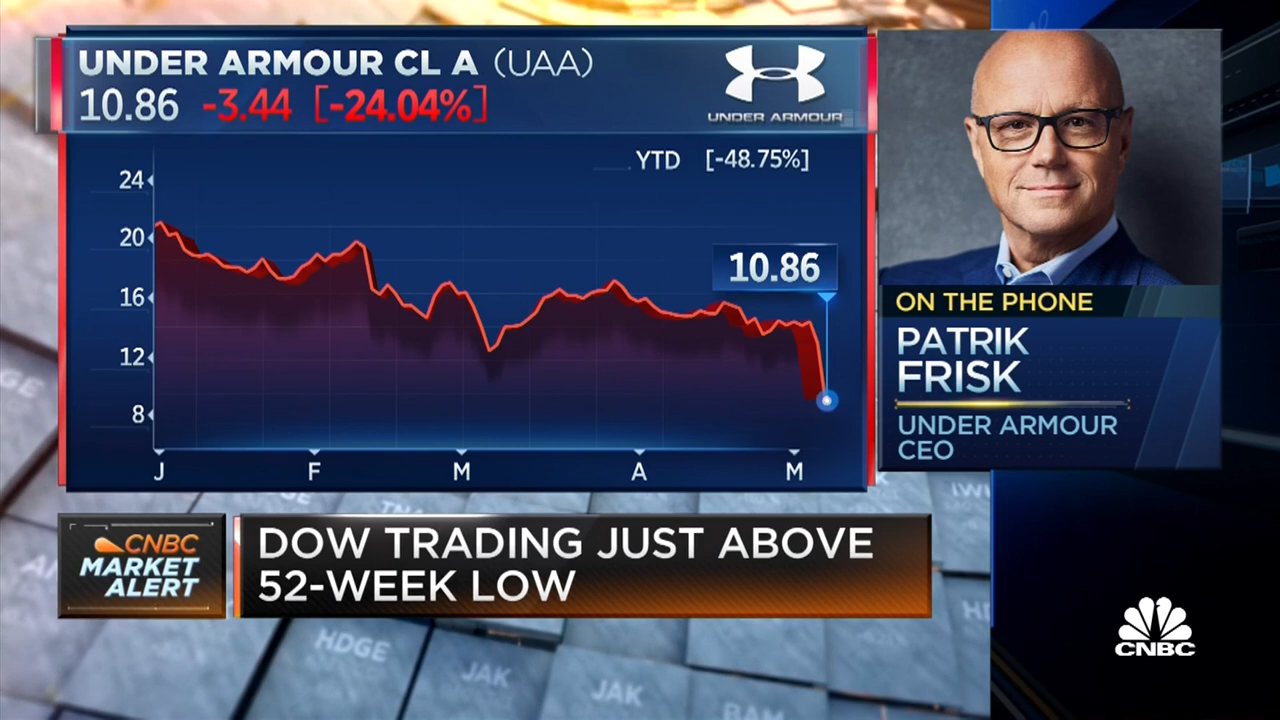 UNDER ARMOUR CL A (UAA)
10.86 -3.44 [-24.04%]
UNDER ARMOUR
YTD [-48.75%]
24
20
16
12
8
10.86
J F M A M
ON THE PHONE
PATRIK
FRISK
UNDER ARMOUR
CEO
CNBC
MARKET
ALERT
DOW TRADING JUST ABOVE
52-WEEK LOW
HDGE
JAK
JAK
BAM
CNBC